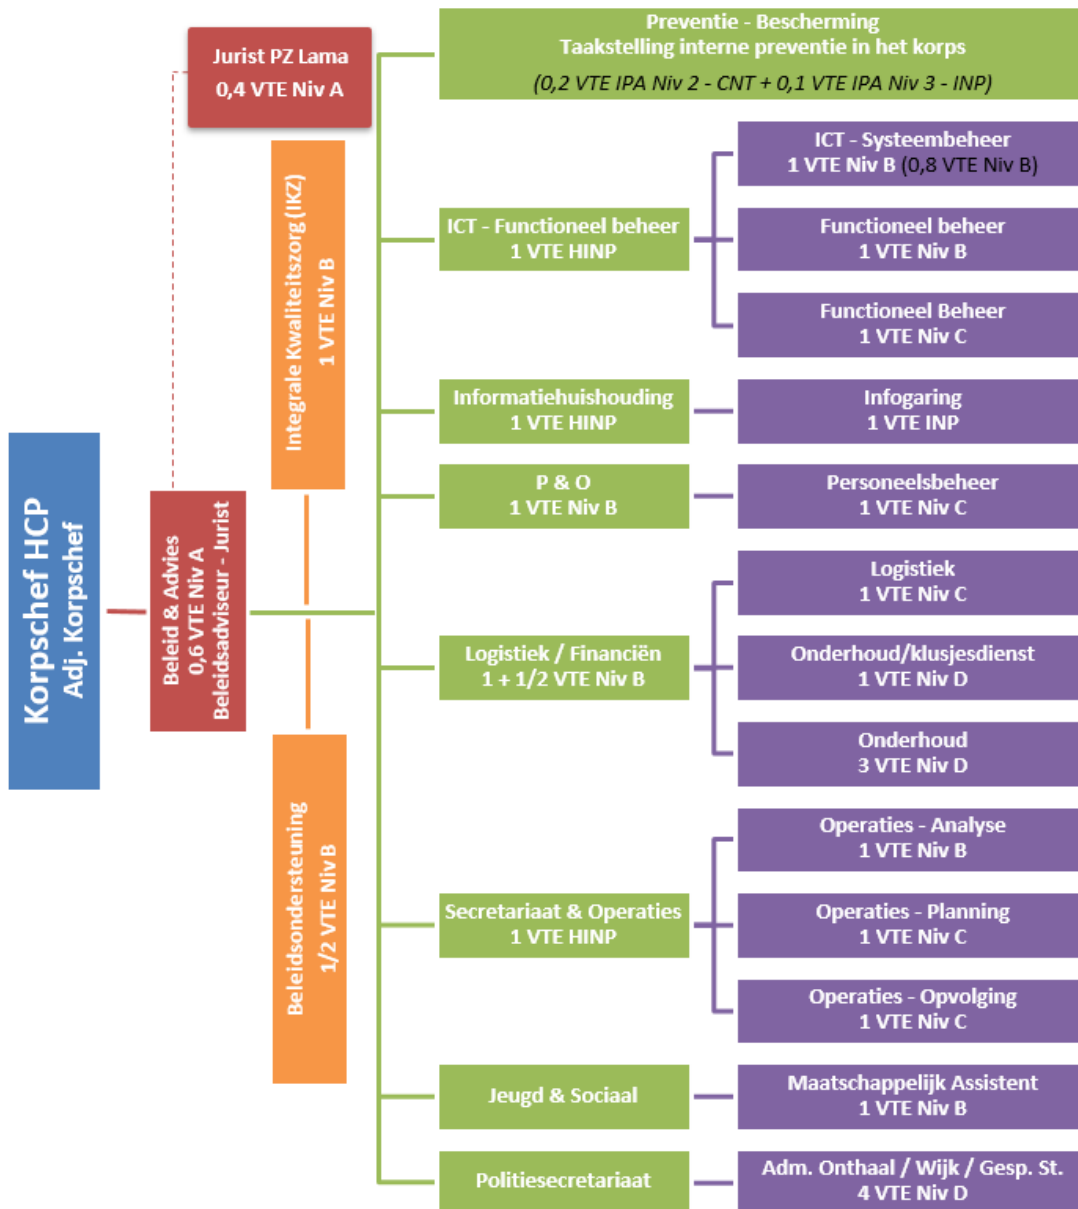 Korpschef HCP
Adj. Korpschef
Beleid & Advies
0,6 VTE Niv A
Beleidsadviseur - Jurist
Jurist PZ Lama
0,4 VTE Niv A
Integrale Kwaliteitszorg (IKZ)
1 VTE Niv B
Beleidsondersteuning
1/2 VTE Niv B
Preventie - Bescherming
Taakstelling interne preventie in het korps
(0,2 VTE IPA Niv 2 - CNT + 0,1 VTE IPA Niv 3 - INP)
ICT - Functioneel beheer
1 VTE HINP
ICT - Systeembeheer
1 VTE Niv B (0,8 VTE Niv B)
Functioneel beheer
1 VTE Niv B
Functioneel Beheer
1 VTE Niv C
Informatiehuishouding
1 VTE HINP
Infogaring
1 VTE INP
P & O
1 VTE Niv B
Personeelsbeheer
1 VTE Niv C
Logistiek / Financiën
1 + 1/2 VTE Niv B
Logistiek
1 VTE Niv C
Onderhoud/klusjesdienst
1 VTE Niv D
Onderhoud
3 VTE Niv D
Secretariaat & Operaties
1 VTE HINP
Operaties - Analyse
1 VTE Niv B
Operaties - Planning
1 VTE Niv C
Operaties - Opvolging
1 VTE Niv C
Jeugd & Sociaal
Maatschappelijk Assistent
1 VTE Niv B
Politiesecretariaat
Adm. Onthaal / Wijk / Gesp. St.
4 VTE Niv D